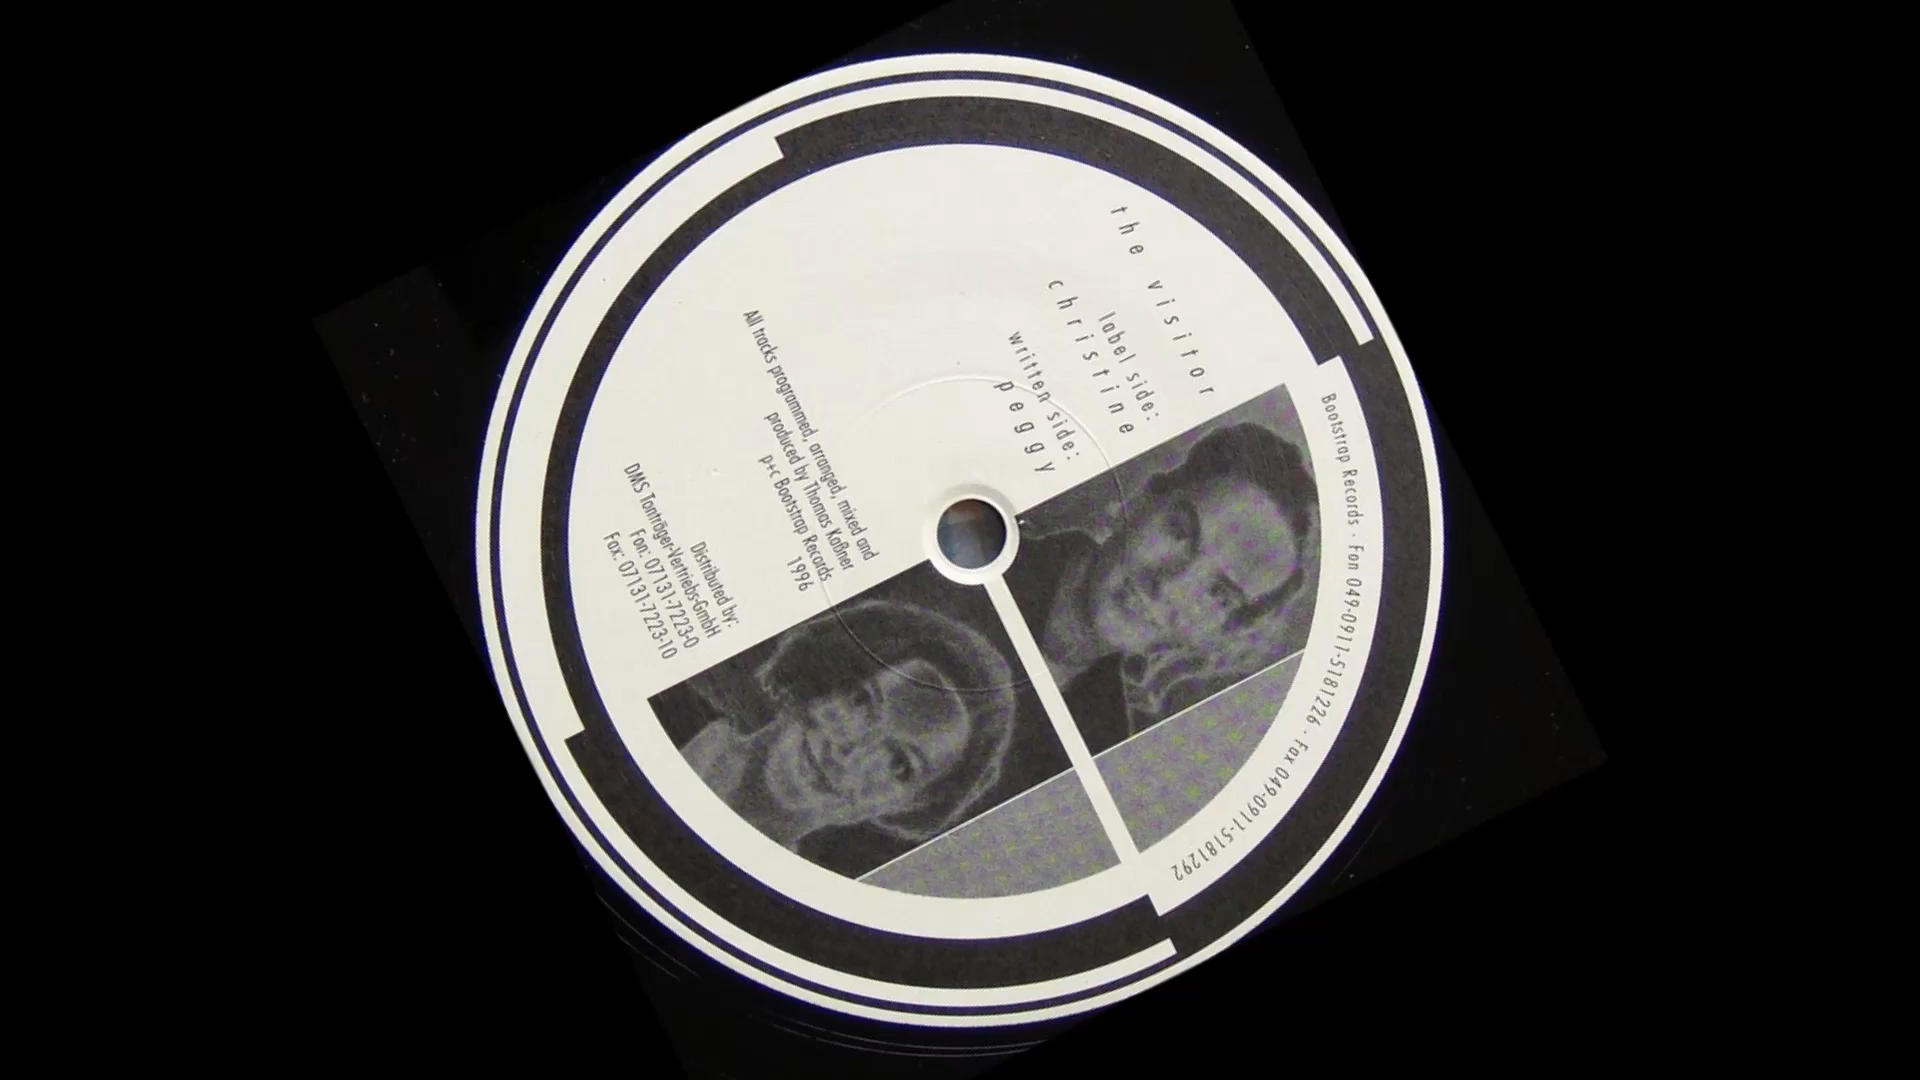 the visitor
label side:
christine
written side:
peggy
All tracks programmed, arranged, mixed and
produced by Thomas Kaßner
p+c Bootstrap Records
1996
Distributed by:
DMS Tonträger-Vertriebs-GmbH
Fon: 07131-7223-0
Fax: 07131-7223-10
Bootstrap Records · Fon 049-0911-5181226 · Fax 049-0911-5181292